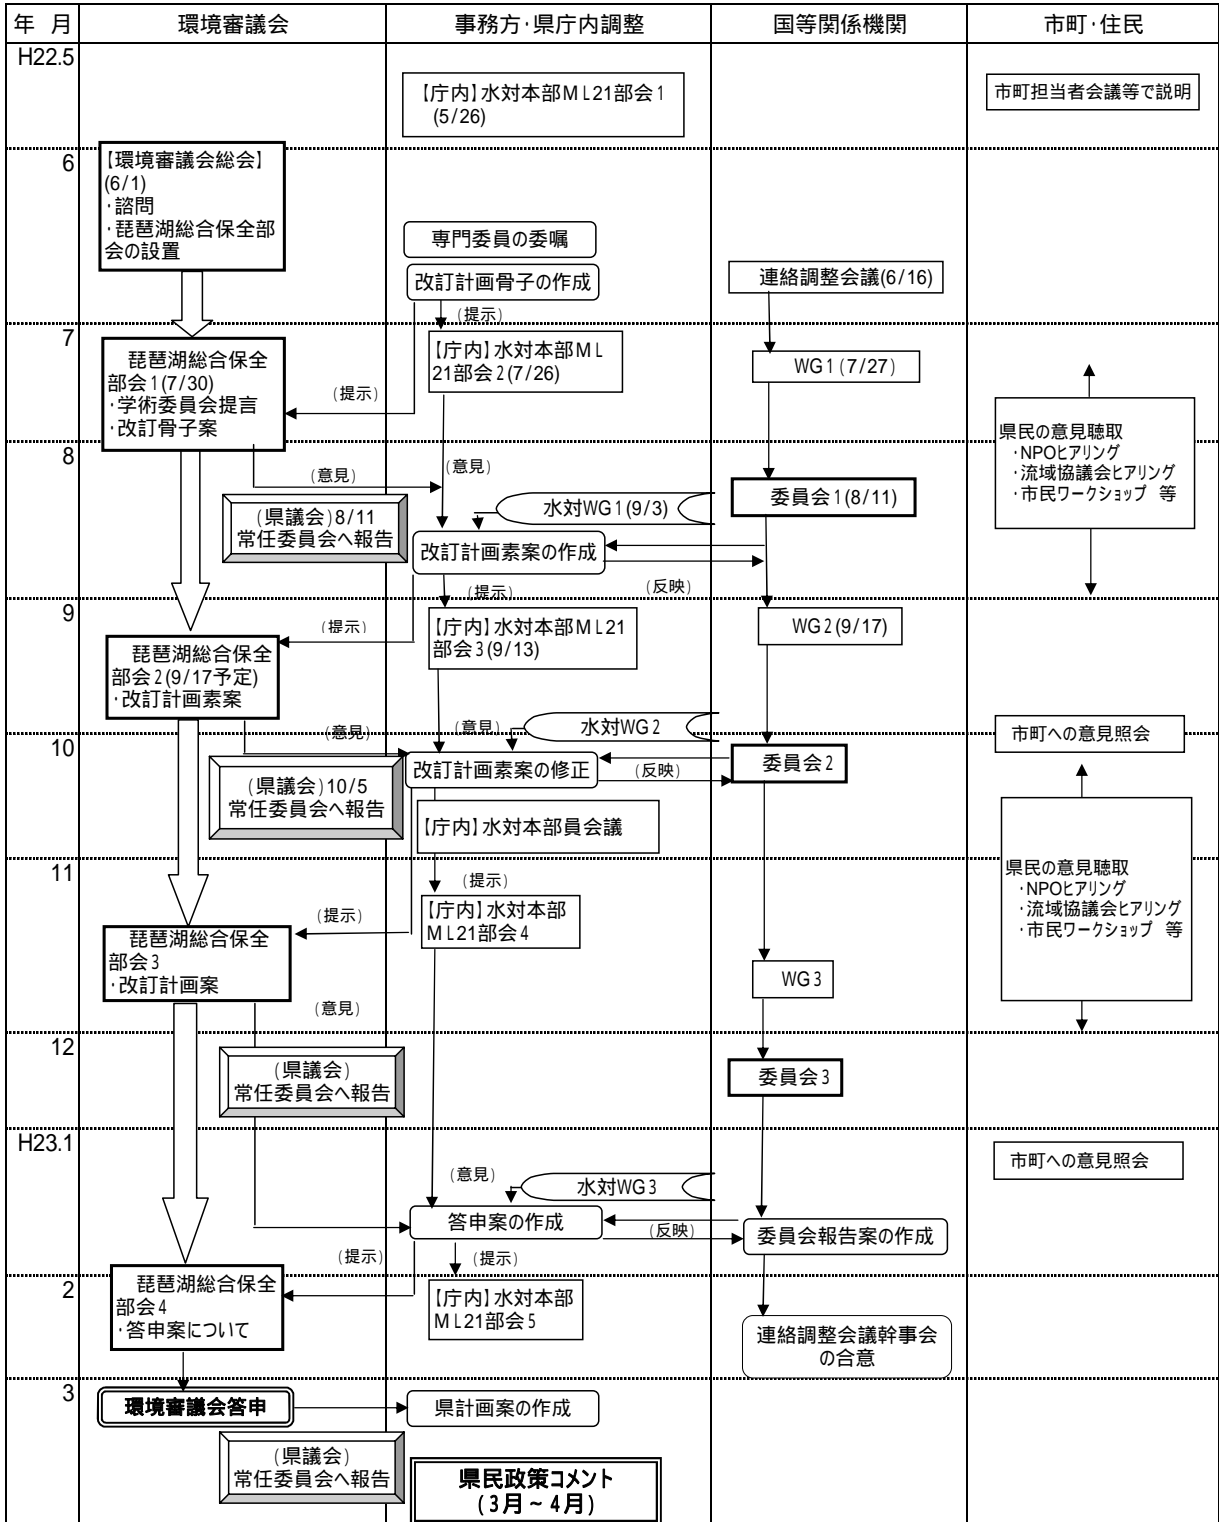 年 月
環境審議会
事務方・県庁内調整
国等関係機関
市町・住民
H22.5
【庁内】水対本部ML21部会1
(5/26)
市町担当者会議等で説明
6
【環境審議会総会】
(6/1)
・諮問
・琵琶湖総合保全部
会の設置
専門委員の委嘱
改訂計画骨子の作成
連絡調整会議(6/16)
(提示)
7
琵琶湖総合保全
部会1(7/30)
・学術委員会提言
・改訂骨子案
(提示)
【庁内】水対本部ML
21部会2(7/26)
WG1(7/27)
県民の意見聴取
・NPOヒアリング
・流域協議会ヒアリング
・市民ワークショップ 等
8
(意見)
(意見)
(県議会)8/11
常任委員会へ報告
水対WG1(9/3)
委員会1(8/11)
改訂計画素案の作成
(提示)
(反映)
9
(提示)
琵琶湖総合保全
部会2(9/17予定)
・改訂計画素案
【庁内】水対本部ML21
部会3(9/13)
WG2(9/17)
(意見)
(意見)
水対WG2
市町への意見照会
10
(県議会)10/5
常任委員会へ報告
改訂計画素案の修正
(反映)
委員会2
【庁内】水対本部員会議
県民の意見聴取
・NPOヒアリング
・流域協議会ヒアリング
・市民ワークショップ 等
11
(提示)
(提示)
琵琶湖総合保全
部会3
・改訂計画案
【庁内】水対本部
ML21部会4
WG3
(意見)
12
(県議会)
常任委員会へ報告
委員会3
H23.1
市町への意見照会
(意見)
水対WG3
答申案の作成
(反映)
委員会報告案の作成
(提示)
(提示)
2
琵琶湖総合保全
部会4
・答申案について
【庁内】水対本部
ML21部会5
連絡調整会議幹事会
の合意
3
環境審議会答申
県計画案の作成
(県議会)
常任委員会へ報告
県民政策コメント
(3月~4月)